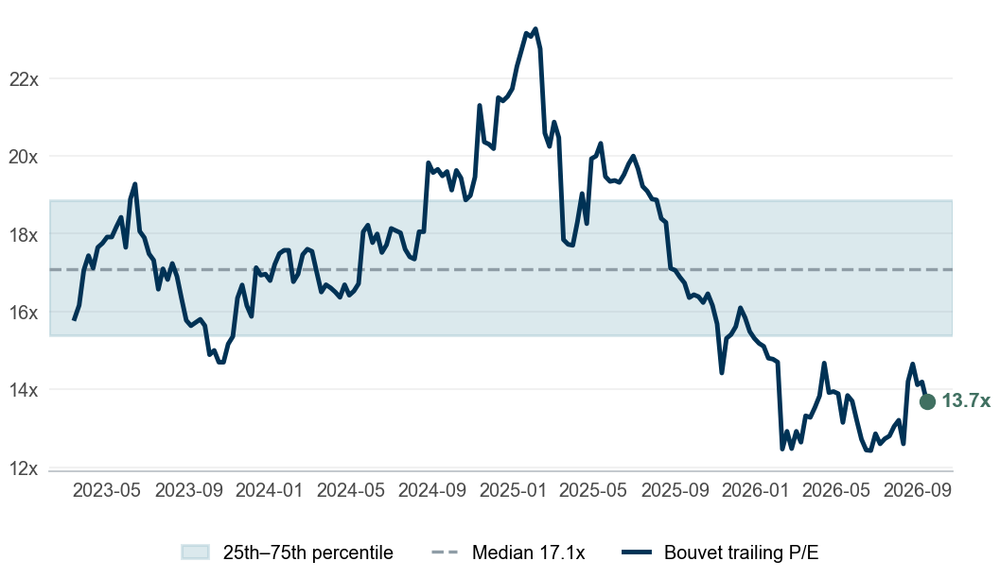 22x
20x
18x
16x
14x
12x
13.7x
2023-05 2023-09 2024-01 2024-05 2024-09 2025-01 2025-05 2025-09 2026-01 2026-05 2026-09
25th–75th percentile Median 17.1x Bouvet trailing P/E